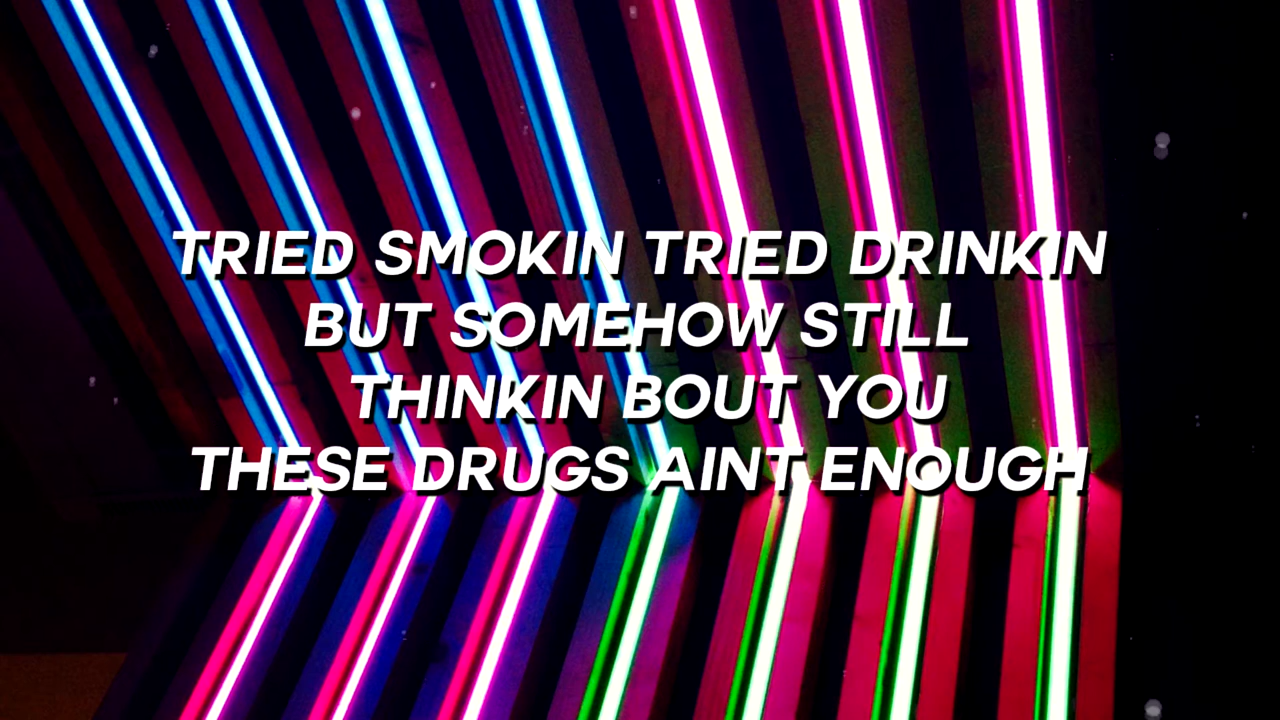 TRIED SMOKIN TRIED DRINKIN
BUT SOMEHOW STILL
THINKIN BOUT YOU
THESE DRUGS AINT ENOUGH